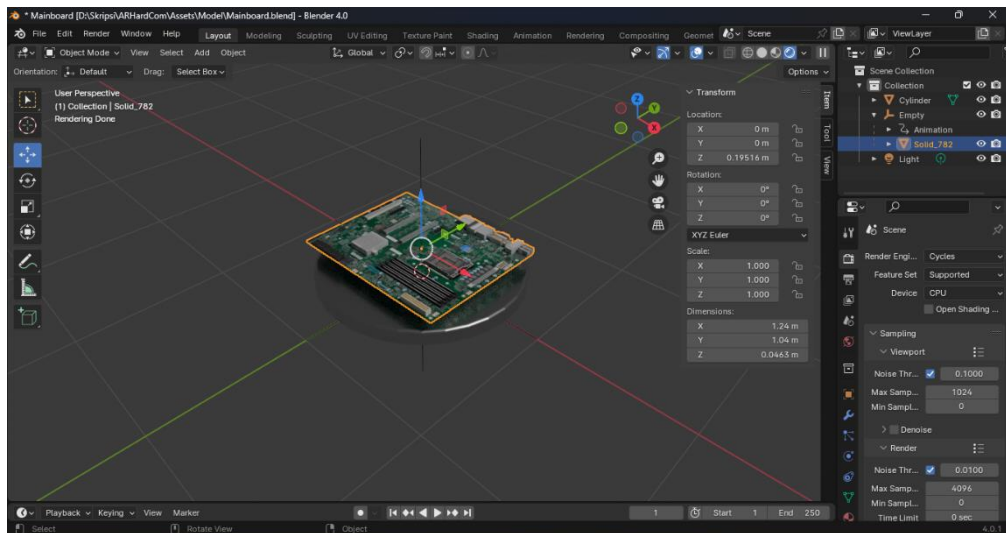 * Mainboard [D:\Skripsi\ARHardCom\Assets\Model\Mainboard.blend] - Blender 4.0
File Edit Render Window Help Layout Modeling Sculpting UV Editing Texture Paint Shading Animation Rendering Compositing Geomet Scene ViewLayer
Object Mode View Select Add Object Global
Orientation: Default Drag: Select Box Options
User Perspective
(1) Collection | Solid_782
Rendering Done
Transform
Location:
X 0 m
Y 0 m
Z 0.19516 m
Rotation:
X 0°
Y 0°
Z 0°
XYZ Euler
Scale:
X 1.000
Y 1.000
Z 1.000
Dimensions:
X 1.24 m
Y 1.04 m
Z 0.0463 m
Item
Tool
View
Z
Y
X
Scene Collection
Collection
Cylinder
Empty
Animation
Solid_782
Light
Scene
Render Engi... Cycles
Feature Set Supported
Device CPU
Open Shading ...
Sampling
Viewport
Noise Thr... 0.1000
Max Samp... 1024
Min Sampl... 0
Denoise
Render
Noise Thr... 0.0100
Max Samp... 4096
Min Sampl... 0
Time Limit 0 sec
Playback Keying View Marker 1 Start 1 End 250
Select Rotate View Object 4.0.1